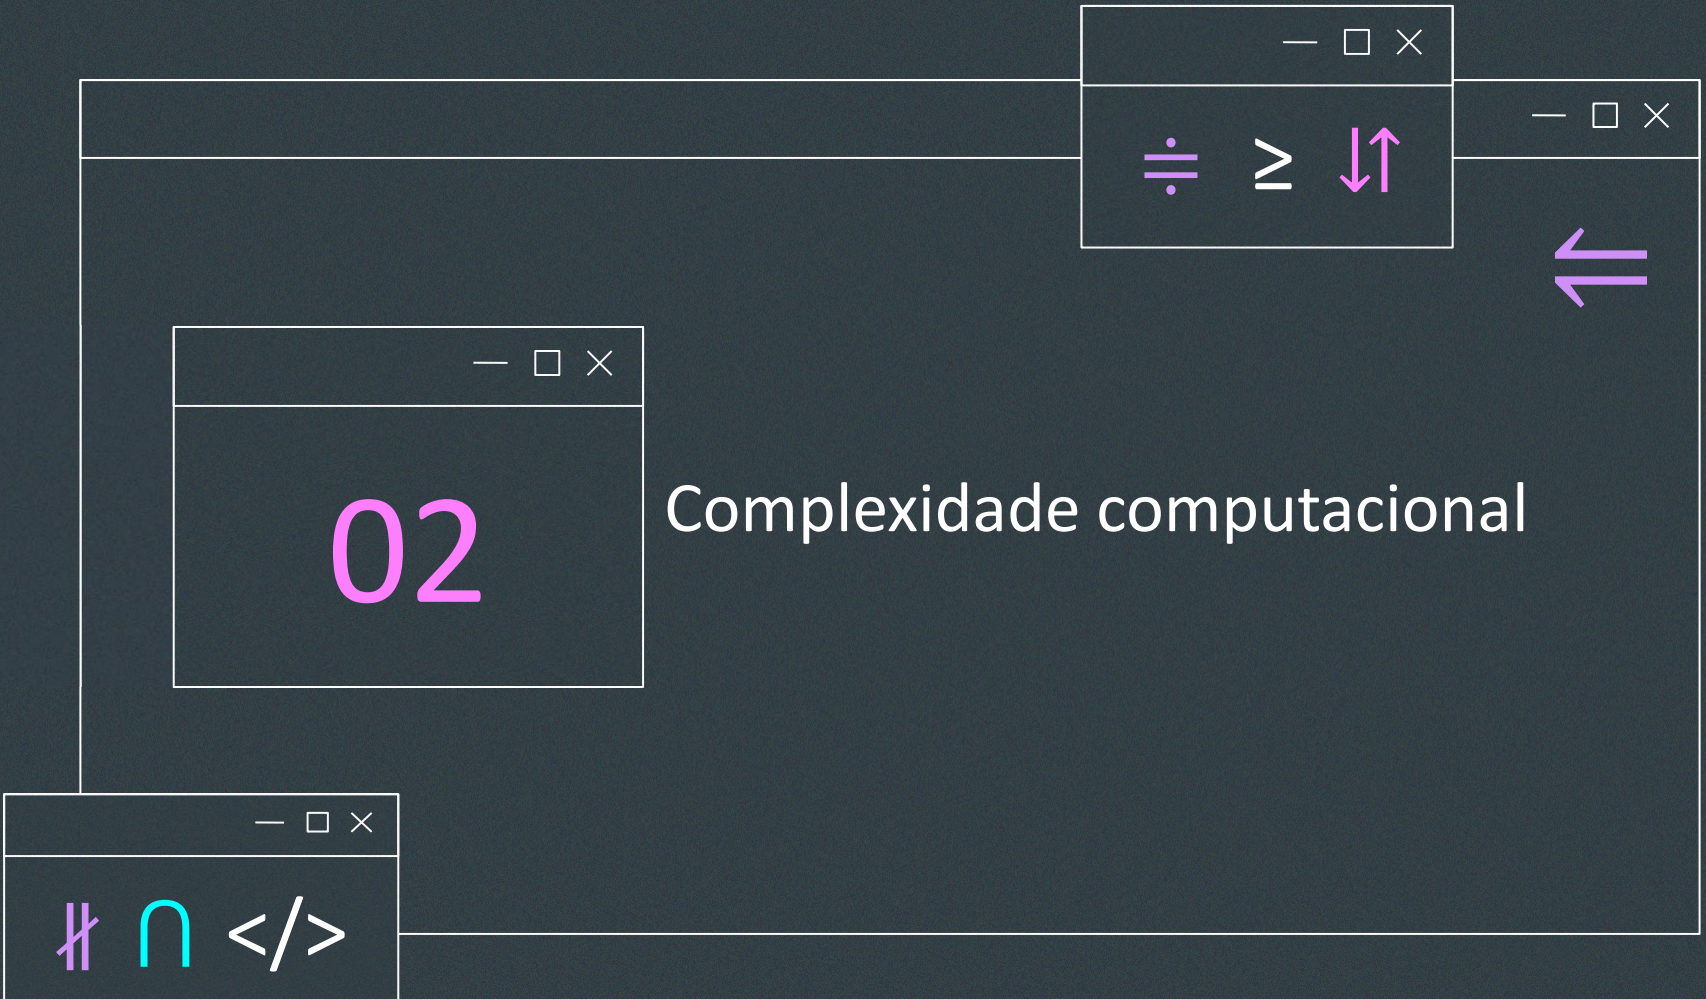 ≑ ≥ ⇵
⥢
02
Complexidade computacional
∦ ∩ </>